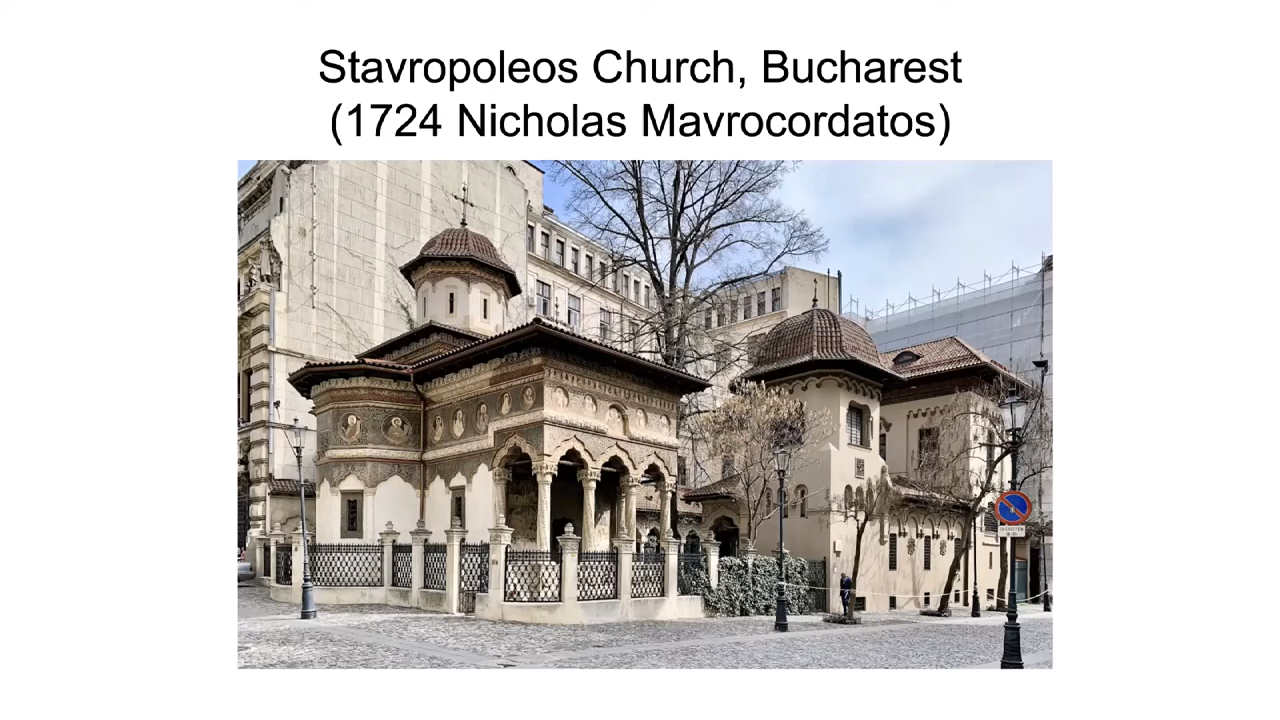 Stavropoleos Church, Bucharest
(1724 Nicholas Mavrocordatos)